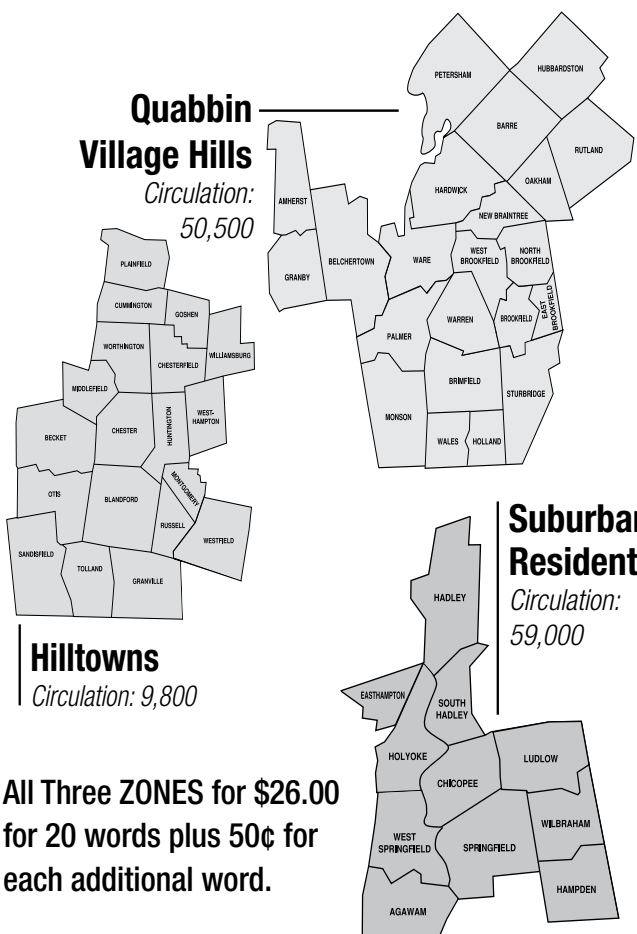 Quabbin
Village Hills
Circulation:
50,500
PETERSHAM
HUBBARDSTON
BARRE
RUTLAND
OAKHAM
HARDWICK
NEW BRAINTREE
AMHERST
BELCHERTOWN
GRANBY
WARE
WEST
BROOKFIELD
NORTH
BROOKFIELD
EAST
BROOKFIELD
BROOKFIELD
WARREN
PALMER
BRIMFIELD
STURBRIDGE
MONSON
WALES
HOLLAND
PLAINFIELD
CUMMINGTON
GOSHEN
WORTHINGTON
CHESTERFIELD
WILLIAMSBURG
MIDDLEFIELD
WEST-
HAMPTON
HUNTINGTON
CHESTER
BECKET
MONTGOMERY
OTIS
BLANDFORD
RUSSELL
WESTFIELD
SANDISFIELD
TOLLAND
GRANVILLE
Hilltowns
Circulation: 9,800
Suburban
Resident
Circulation:
59,000
HADLEY
EASTHAMPTON
SOUTH
HADLEY
HOLYOKE
CHICOPEE
LUDLOW
WEST
SPRINGFIELD
SPRINGFIELD
WILBRAHAM
HAMPDEN
AGAWAM
All Three ZONES for $26.00
for 20 words plus 50¢ for
each additional word.